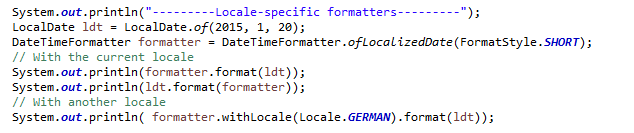 System.out.println("---------Locale-specific formatters---------");
LocalDate ldt = LocalDate.of(2015, 1, 20);
DateTimeFormatter formatter = DateTimeFormatter.ofLocalizedDate(FormatStyle.SHORT);
// With the current locale
System.out.println(formatter.format(ldt));
System.out.println(ldt.format(formatter));
// With another locale
System.out.println( formatter.withLocale(Locale.GERMAN).format(ldt));